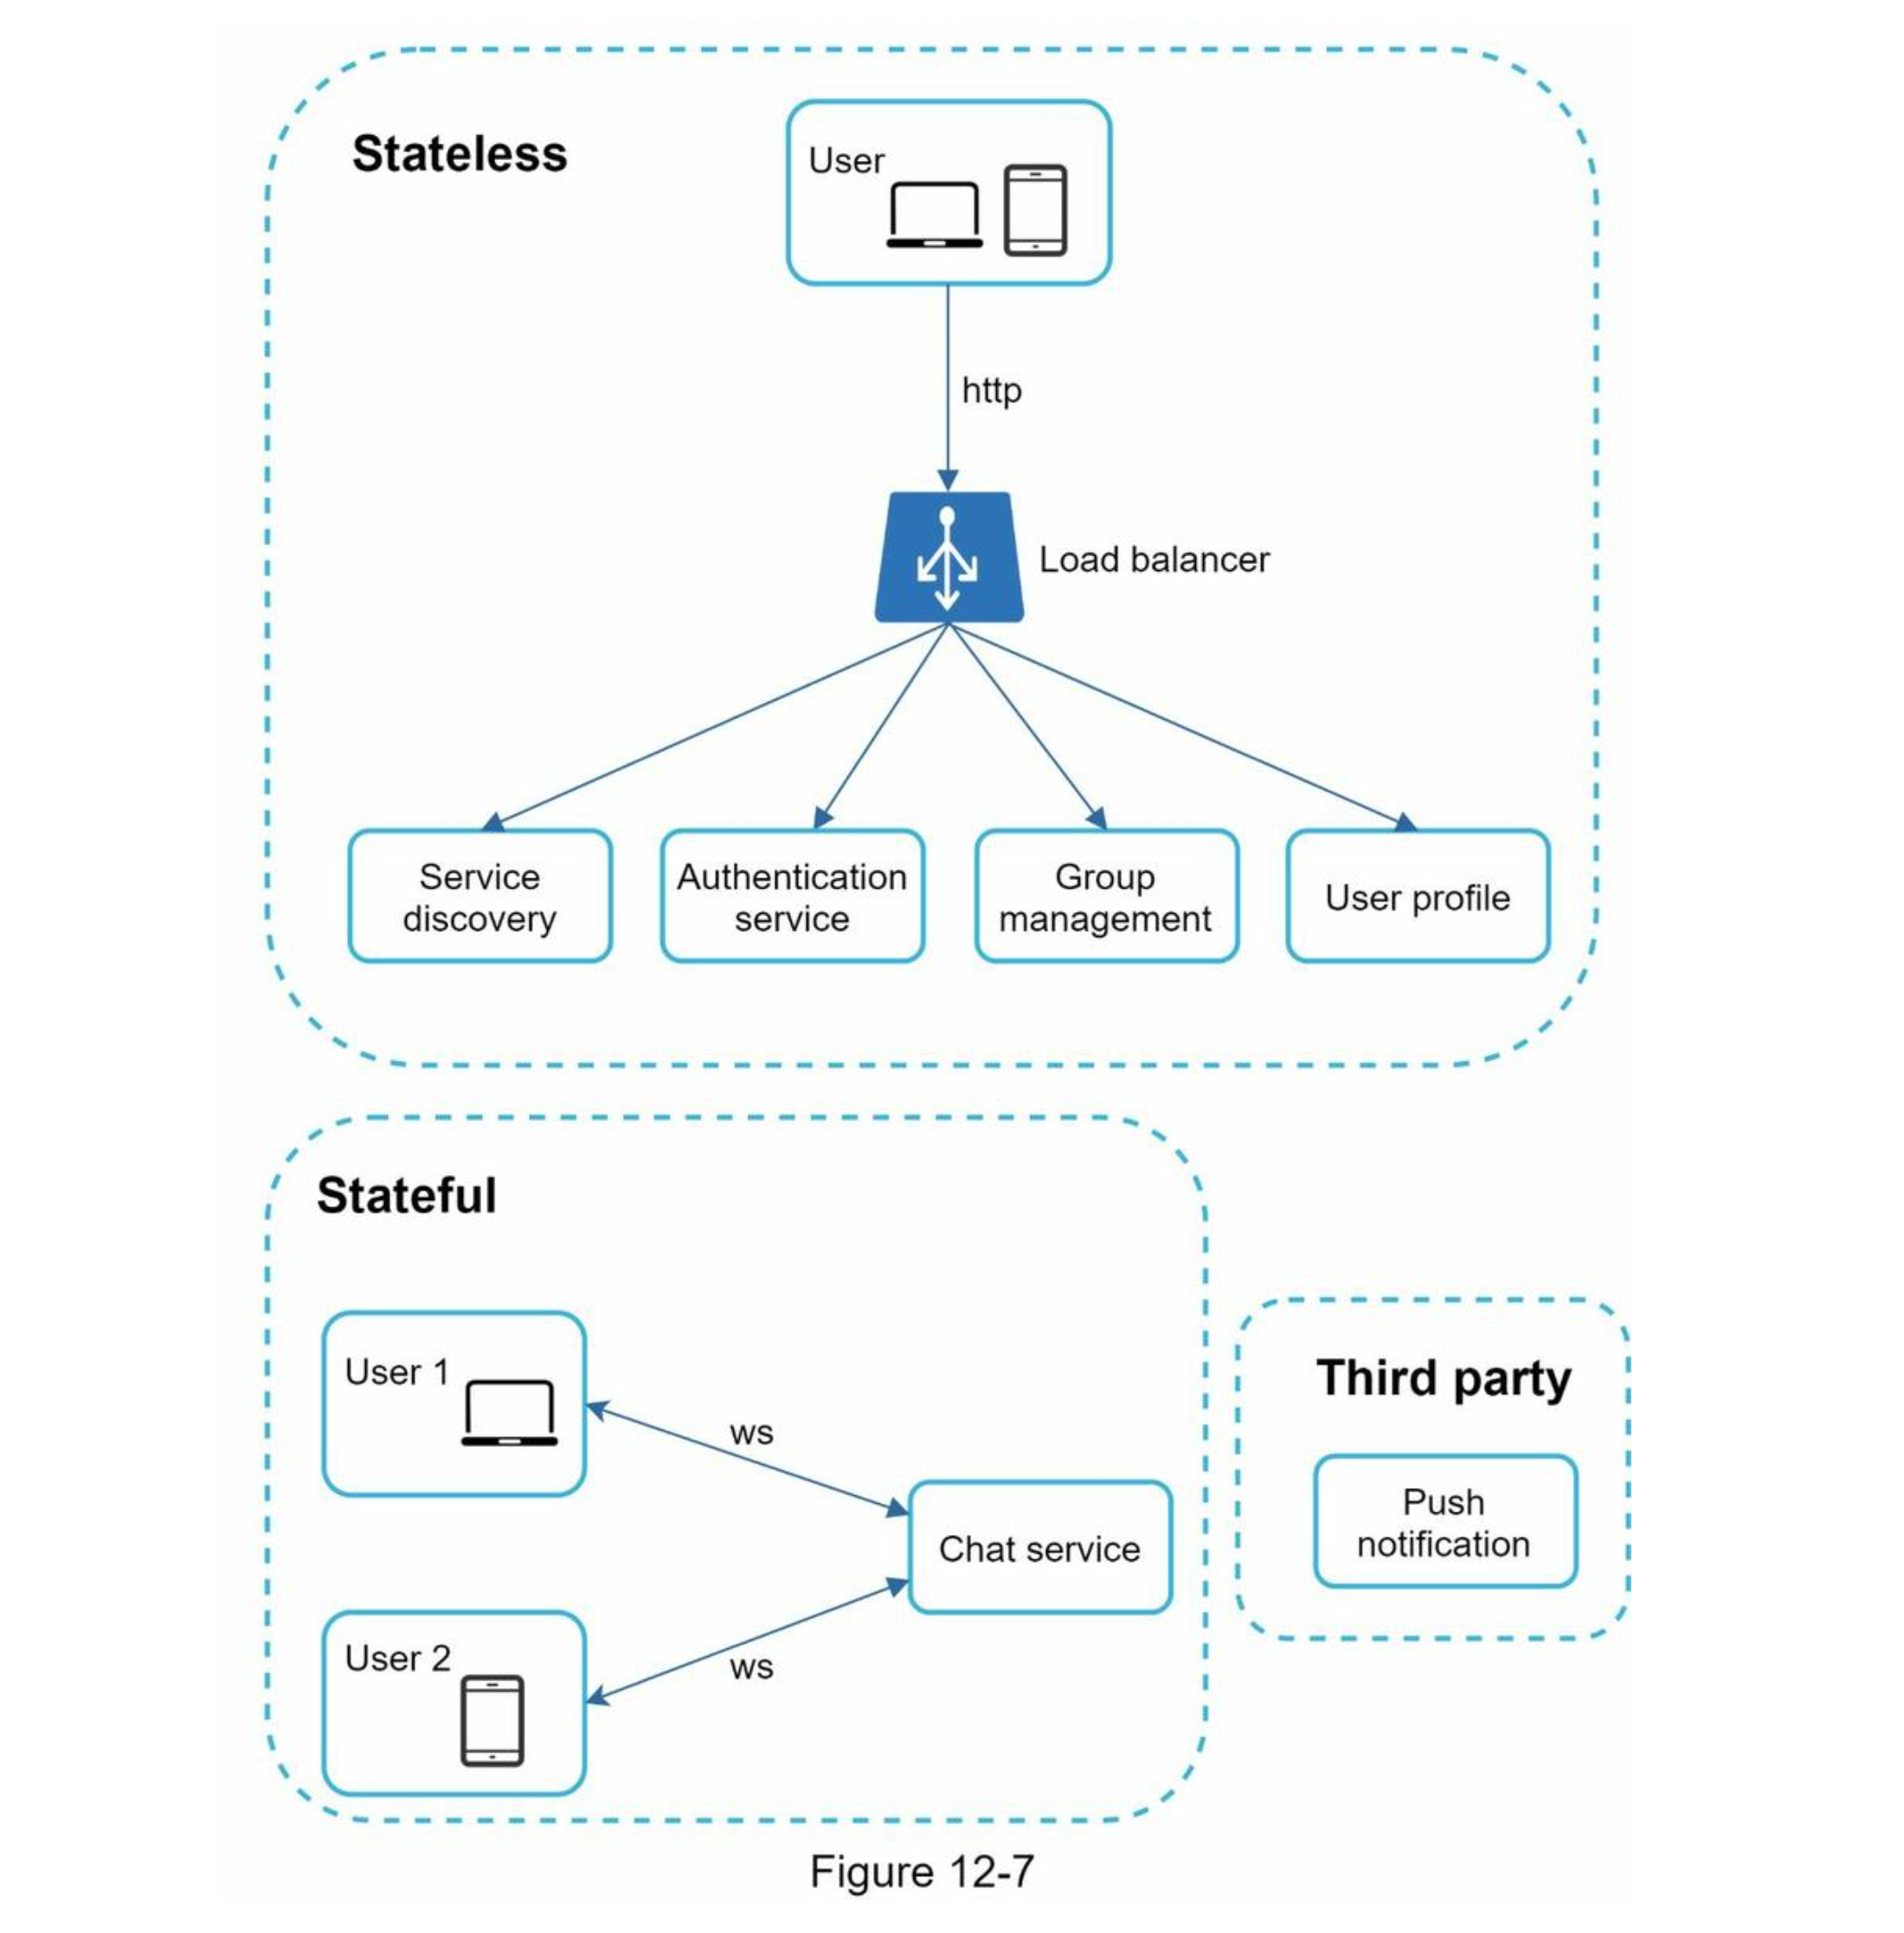 Stateless
User
http
Load balancer
Service
discovery
Authentication
service
Group
management
User profile
Stateful
User 1
ws
Chat service
User 2
ws
Third party
Push
notification
Figure 12-7